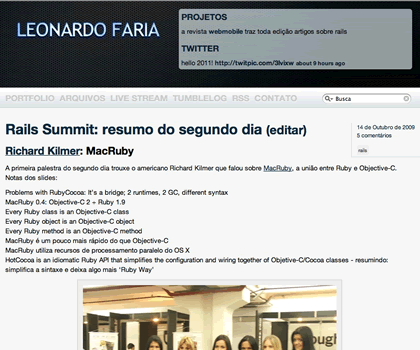 LEONARDO FARIA
PROJETOS
a revista webmobile traz toda edição artigos sobre rails
TWITTER
hello 2011! http://twitpic.com/3lvixw about 9 hours ago
PORTFOLIO ARQUIVOS LIVE STREAM TUMBLELOG RSS CONTATO
Busca
Rails Summit: resumo do segundo dia (editar)
14 de Outubro de 2009
5 comentários
rails
Richard Kilmer: MacRuby
A primeira palestra do segundo dia trouxe o americano Richard Kilmer que falou sobre MacRuby, a união entre Ruby e Objective-C.
Notas dos slides:
Problems with RubyCocoa: It's a bridge; 2 runtimes, 2 GC, different syntax
MacRuby 0.4: Objective-C 2 + Ruby 1.9
Every Ruby class is an Objective-C class
Every Ruby object is an Objective-C object
Every Ruby method is an Objective-C method
MacRuby é um pouco mais rápido do que Objective-C
MacRuby utiliza recursos de processamento paralelo do OS X
HotCocoa is an idiomatic Ruby API that simplifies the configuration and wiring together of Objetive-C/Cocoa classes - resumindo:
simplifica a sintaxe e deixa algo mais 'Ruby Way'